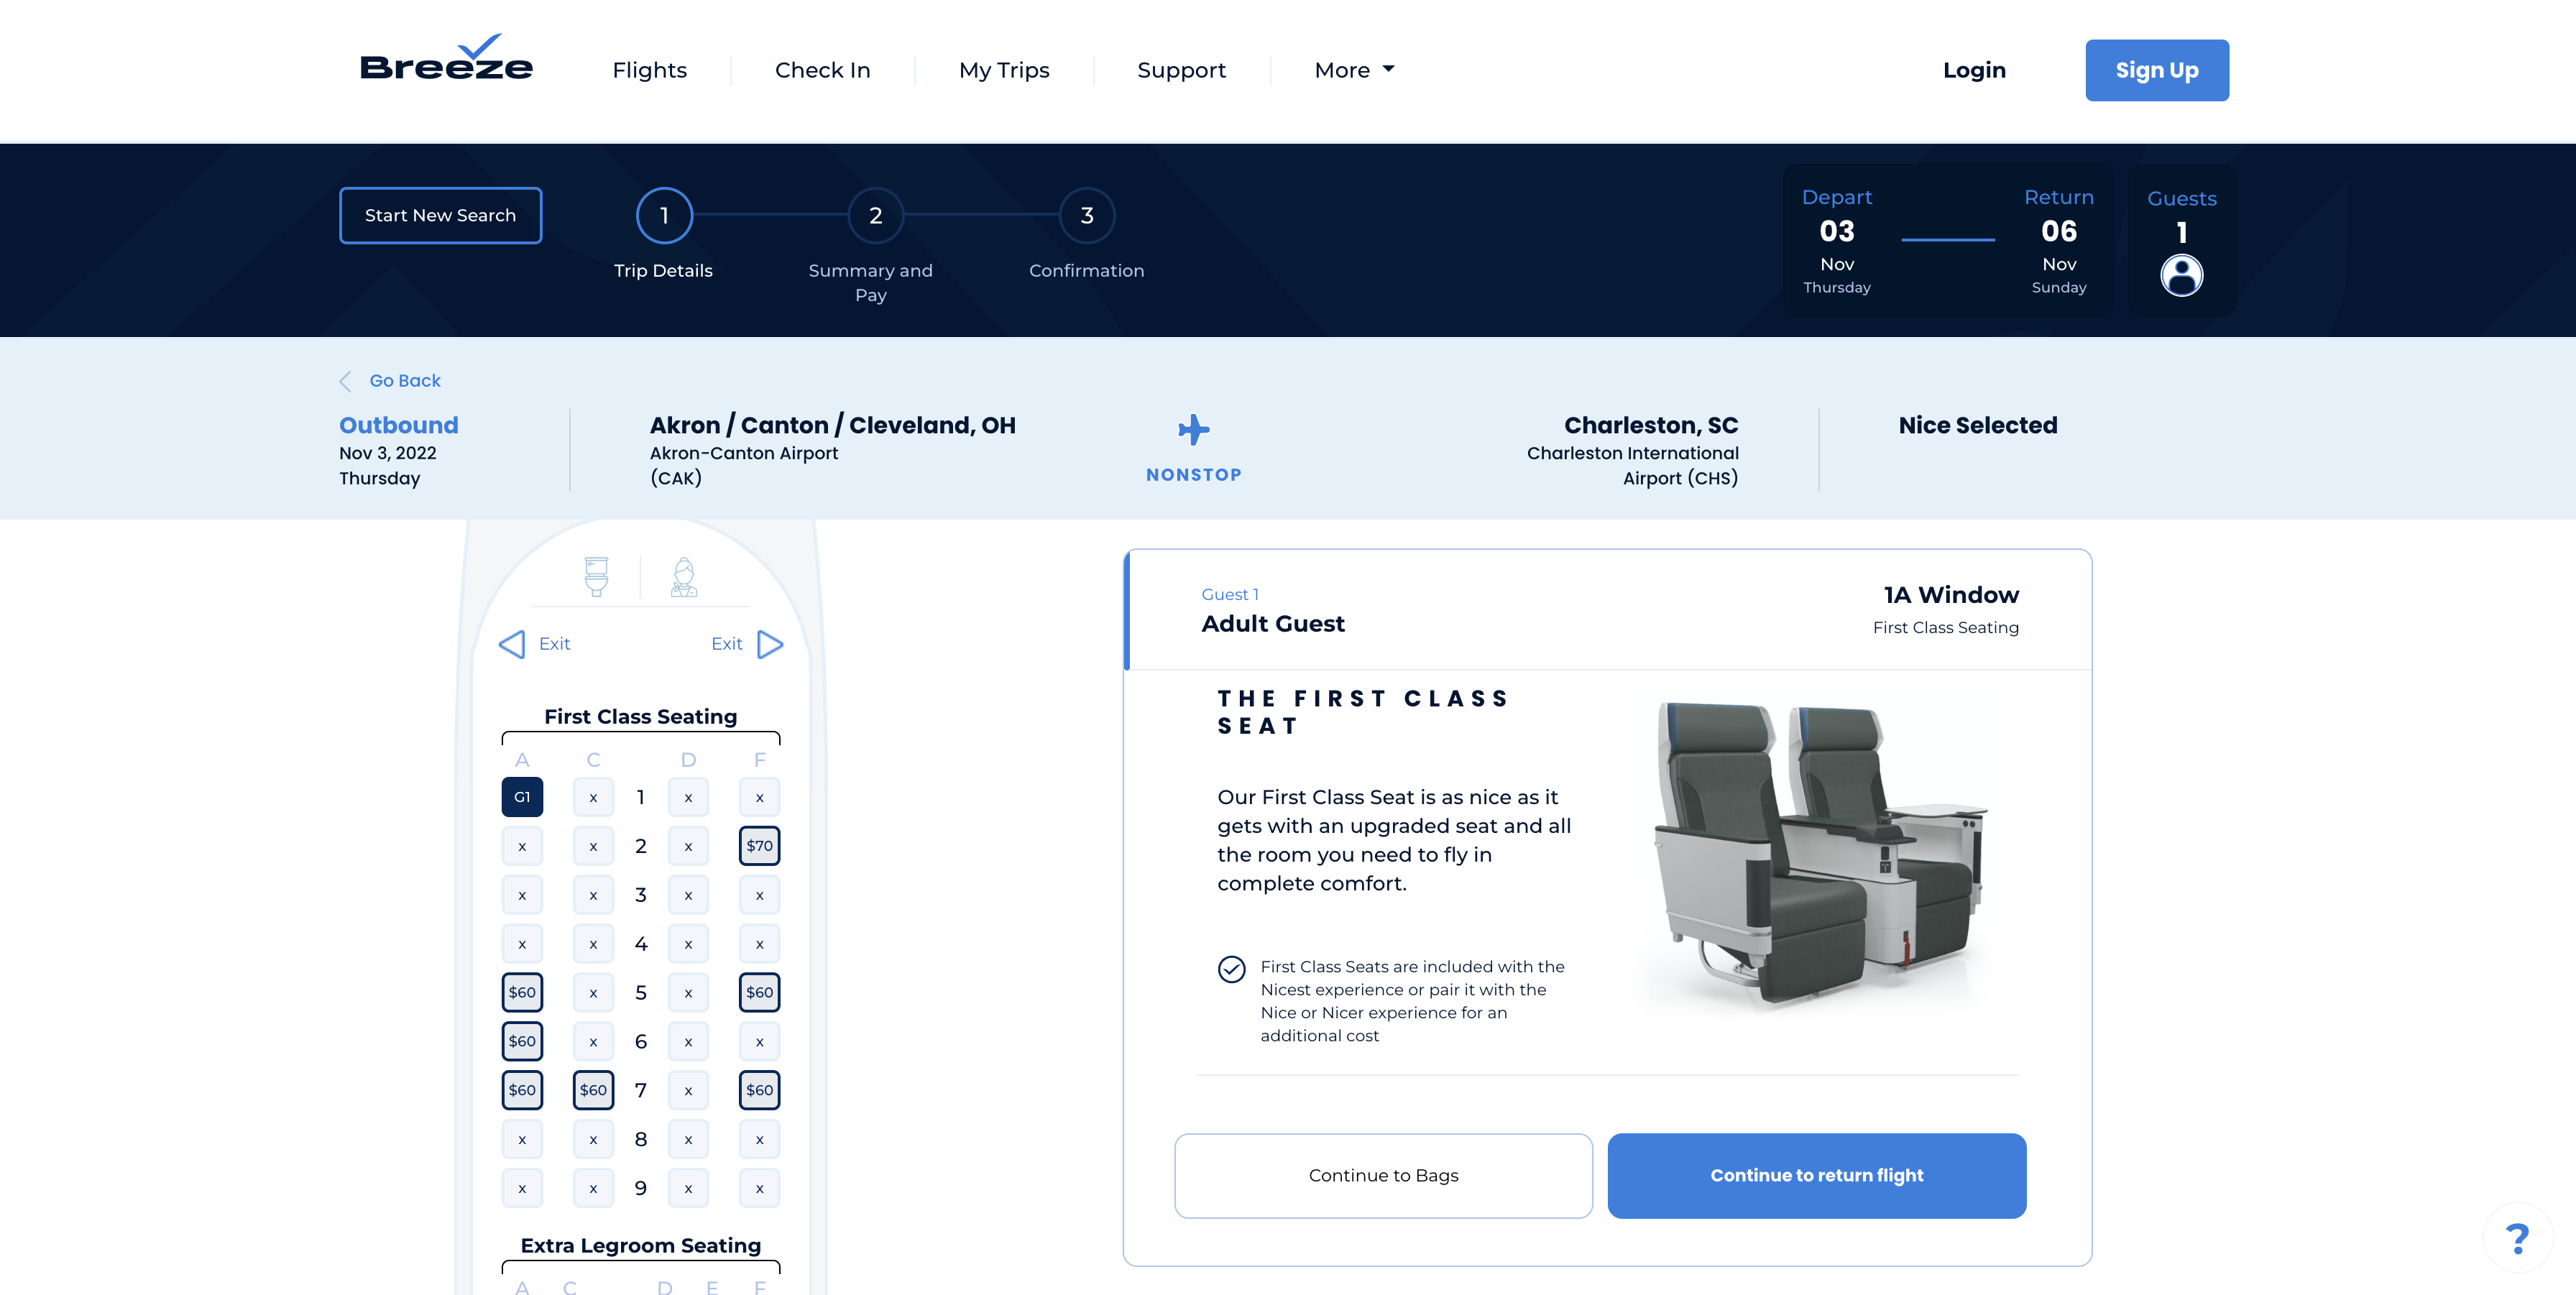 Breeze
Flights
Check In
My Trips
Support
More
Login
Sign Up
Start New Search
1
2
3
Trip Details
Summary and
Pay
Confirmation
Depart
03
Nov
Thursday
Return
06
Nov
Sunday
Guests
1
Go Back
Outbound
Nov 3, 2022
Thursday
Akron / Canton / Cleveland, OH
Akron-Canton Airport
(CAK)
NONSTOP
Charleston, SC
Charleston International
Airport (CHS)
Nice Selected
Exit
Exit
First Class Seating
A C D F
G1 x 1 x x
x x 2 x $70
x x 3 x x
x x 4 x x
$60 x 5 x $60
$60 x 6 x x
$60 $60 7 x $60
x x 8 x x
x x 9 x x
Extra Legroom Seating
A C D E F
Guest 1
Adult Guest
1A Window
First Class Seating
THE FIRST CLASS
SEAT
Our First Class Seat is as nice as it
gets with an upgraded seat and all
the room you need to fly in
complete comfort.
First Class Seats are included with the
Nicest experience or pair it with the
Nice or Nicer experience for an
additional cost
Continue to Bags
Continue to return flight
?